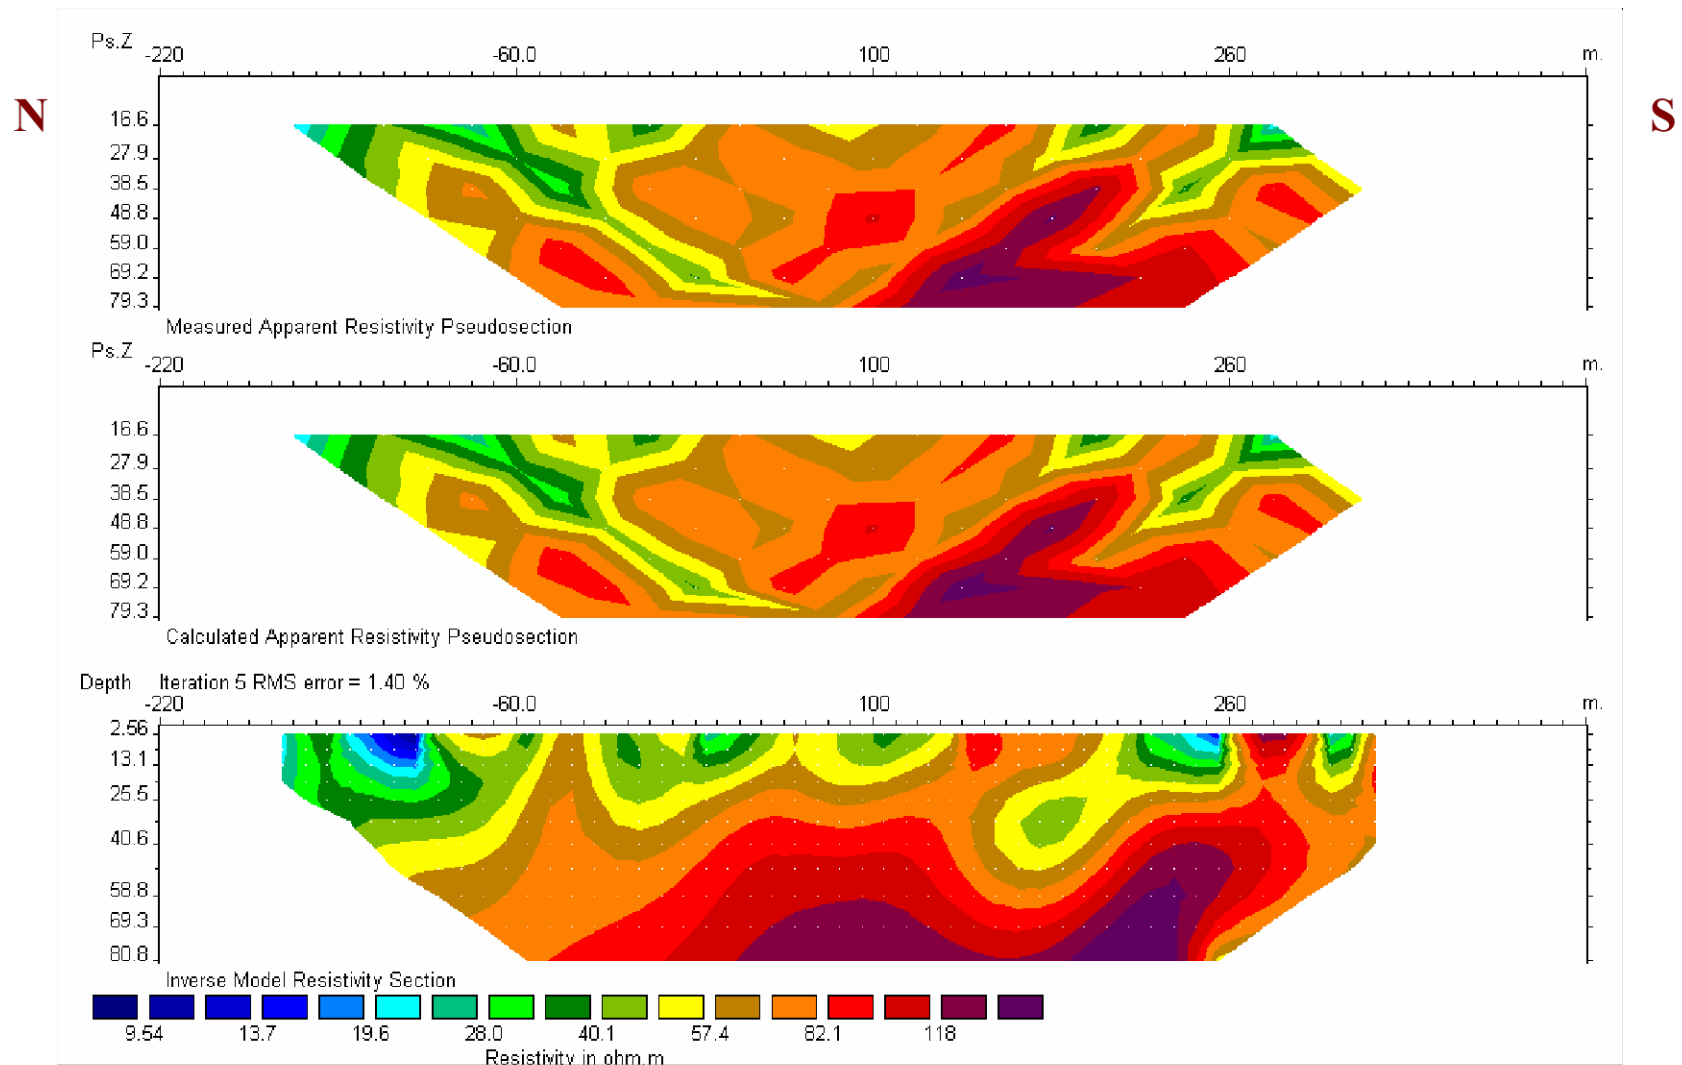 Ps.Z -220 -60.0 100 260 m.
N S
16.6
27.9
38.5
48.8
59.0
69.2
79.3
Measured Apparent Resistivity Pseudosection
Ps.Z -220 -60.0 100 260 m.
16.6
27.9
38.5
48.8
59.0
69.2
79.3
Calculated Apparent Resistivity Pseudosection
Depth Iteration 5 RMS error = 1.40 %
-220 -60.0 100 260 m.
2.56
13.1
25.5
40.6
58.8
69.3
80.8
Inverse Model Resistivity Section
9.54 13.7 19.6 28.0 40.1 57.4 82.1 118
Resistivity in ohm.m